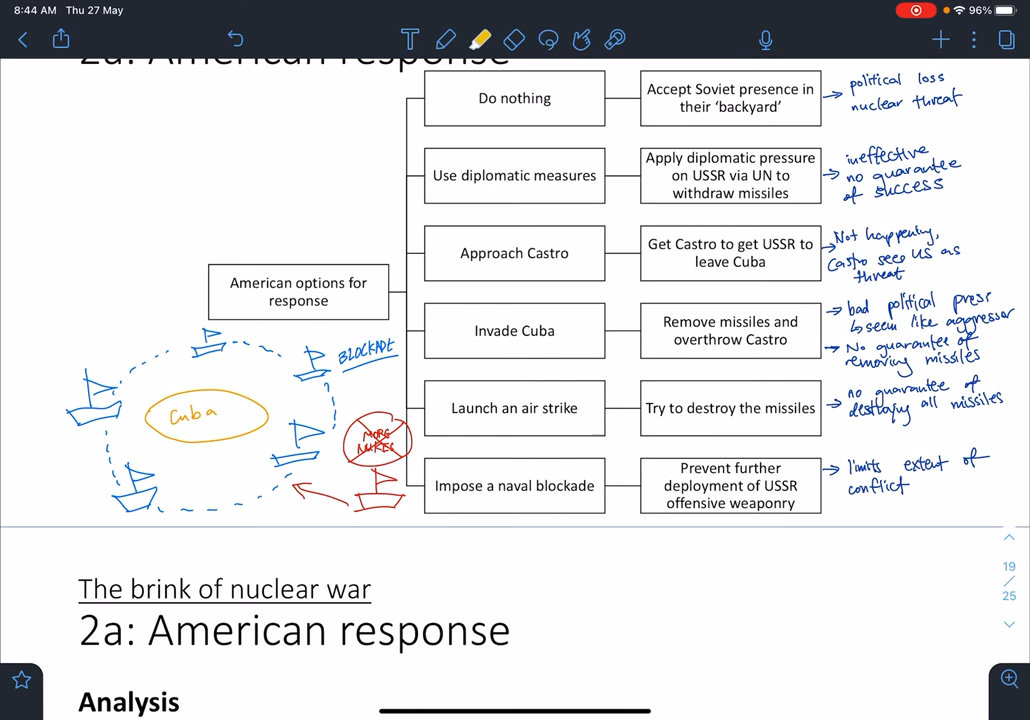 8:44 AM Thu 27 May
96%
2a: American response
Do nothing
Accept Soviet presence in
their ‘backyard’
→ political loss
nuclear threat
Use diplomatic measures
Apply diplomatic pressure
on USSR via UN to
withdraw missiles
→ ineffective
no guarantee
of success
Approach Castro
Get Castro to get USSR to
leave Cuba
→ Not happening,
Castro sees US as
threat
American options for
response
Invade Cuba
Remove missiles and
overthrow Castro
→ bad political press
↳ seem like aggressor
→ No guarantee of
removing missiles
BLOCKADE
Cuba
MORE
NUKES
Launch an air strike
Try to destroy the missiles
→ no guarantee of
destroying all missiles
Impose a naval blockade
Prevent further
deployment of USSR
offensive weaponry
→ limits extent of
conflict
19
/
25
The brink of nuclear war
2a: American response
Analysis